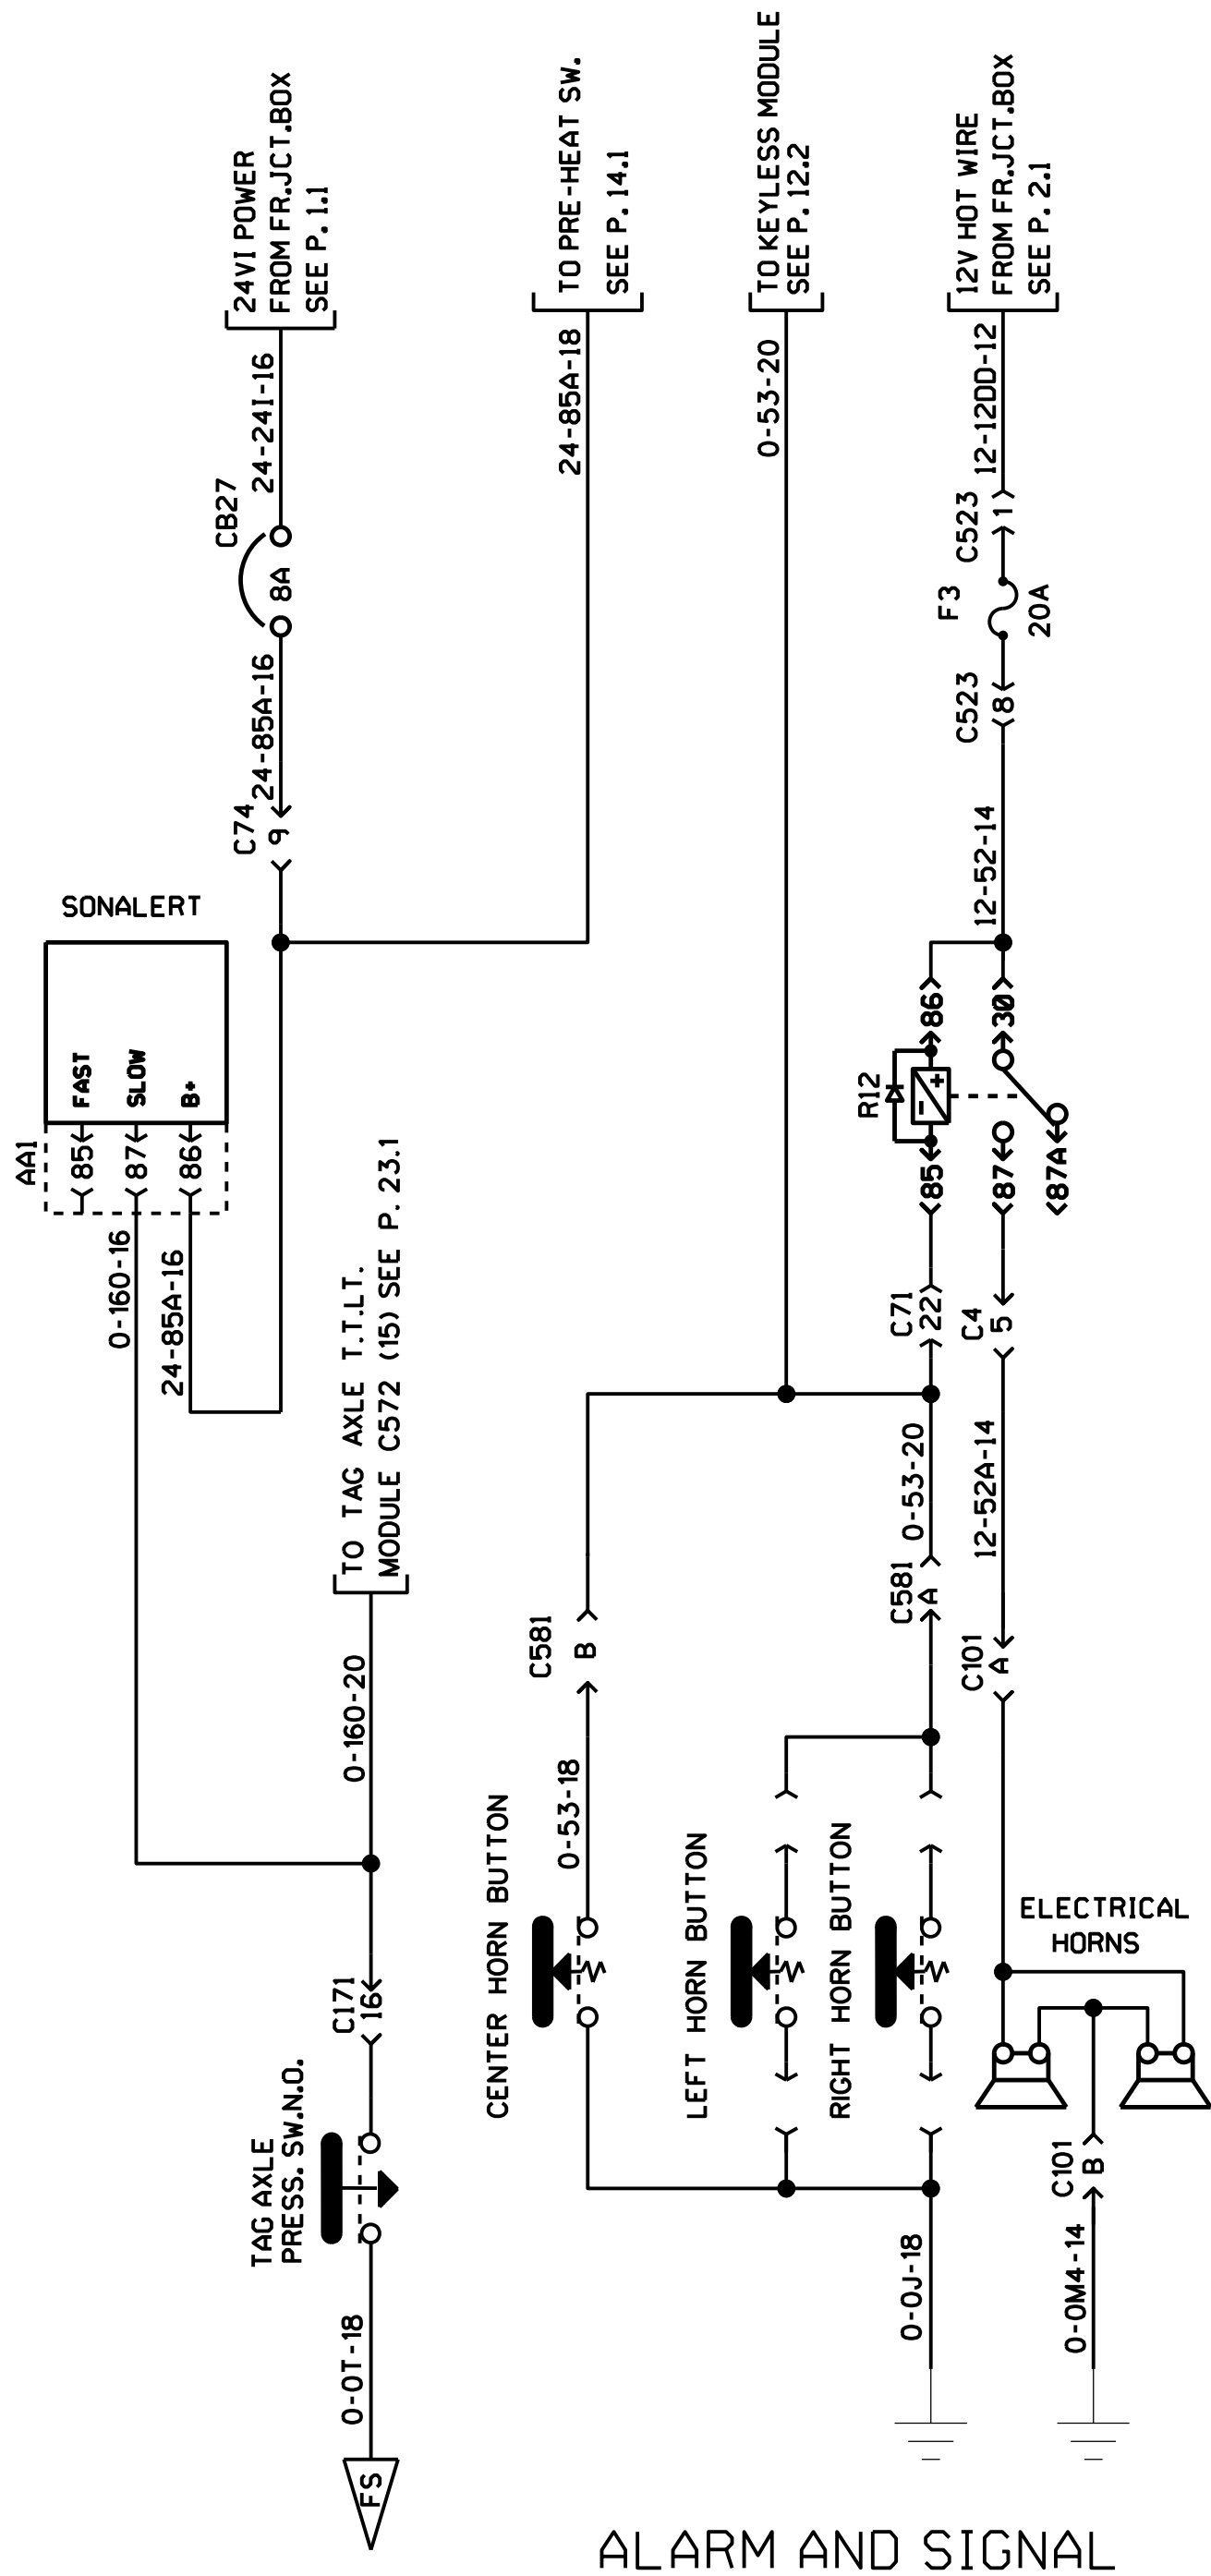 24VI POWER
FROM FR.JCT.BOX
SEE P. 1.1
24-24I-16
CB27
8A
24-85A-16
C74
9
TO PRE-HEAT SW.
SEE P. 14.1
24-85A-18
TO KEYLESS MODULE
SEE P. 12.2
0-53-20
12V HOT WIRE
FROM FR.JCT.BOX
SEE P. 2.1
12-12DD-12
C523
1
F3
20A
C523
8
12-52-14
SONALERT
FAST
SLOW
B+
AA1
85
87
86
0-160-16
24-85A-16
TO TAG AXLE T.T.LT.
MODULE C572 (15) SEE P. 23.1
0-160-20
C171
16
TAG AXLE
PRESS. SW.N.O.
0-0T-18
FS
R12
86
30
85
87
87A
C71
22
C4
5
0-53-20
12-52A-14
C581
B
C581
A
C101
A
0-53-18
CENTER HORN BUTTON
LEFT HORN BUTTON
RIGHT HORN BUTTON
ELECTRICAL
HORNS
C101
B
0-0J-18
0-0M4-14
ALARM AND SIGNAL